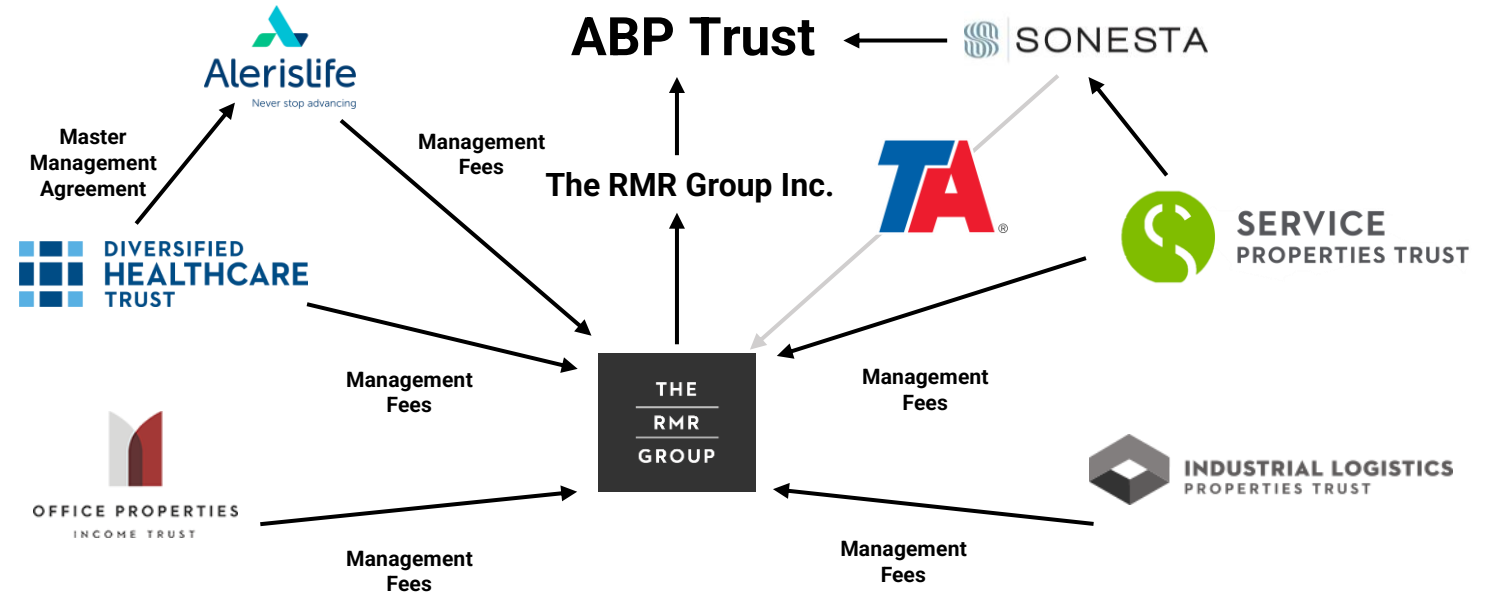 ABP Trust
SONESTA
Alerislife
Never stop advancing
Master
Management
Agreement
Management
Fees
The RMR Group Inc.
TA
®
SERVICE
PROPERTIES TRUST
DIVERSIFIED
HEALTHCARE
TRUST
Management
Fees
THE
RMR
GROUP
Management
Fees
OFFICE PROPERTIES
INCOME TRUST
INDUSTRIAL LOGISTICS
PROPERTIES TRUST
Management
Fees
Management
Fees